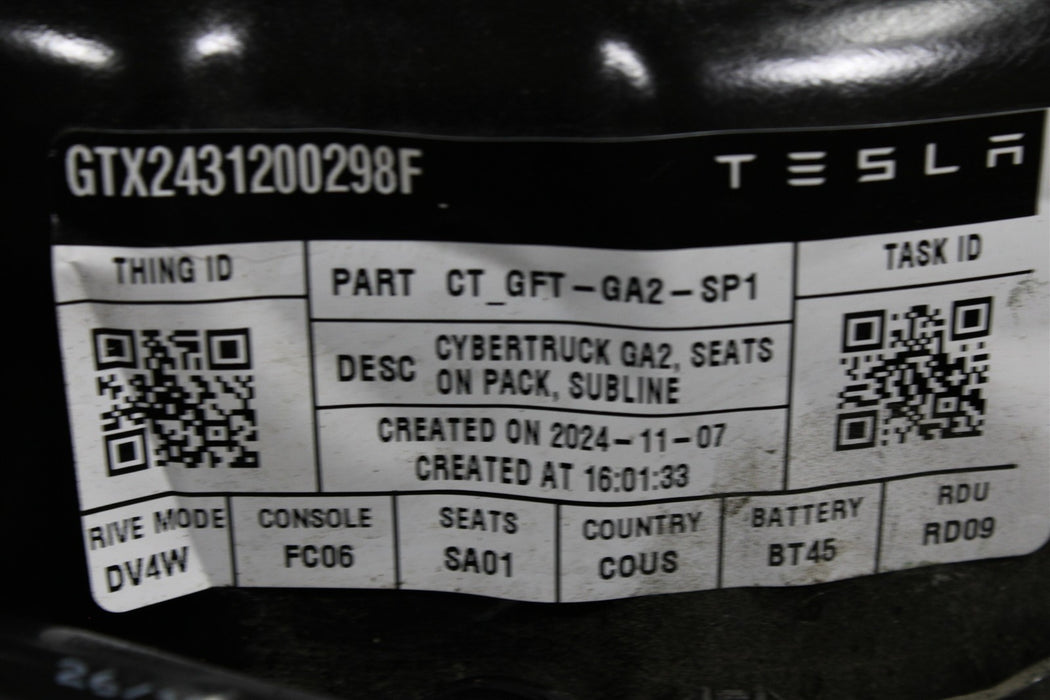 GTX2431200298F
TESLA
THING ID
PART CT_GFT-GA2-SP1
TASK ID
DESC CYBERTRUCK GA2, SEATS
ON PACK, SUBLINE
CREATED ON 2024-11-07
CREATED AT 16:01:33
RIVE MODE
DV4W
CONSOLE
FC06
SEATS
SA01
COUNTRY
COUS
BATTERY
BT45
RDU
RD09